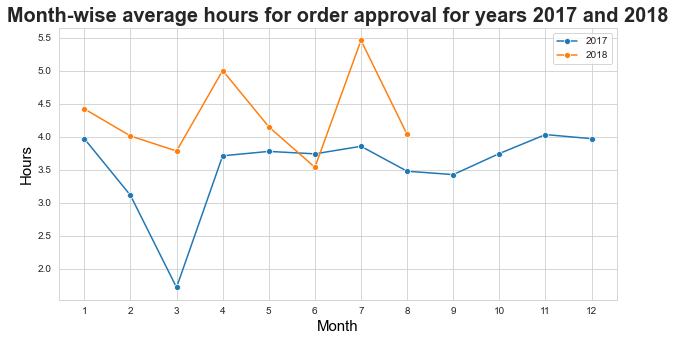 Month-wise average hours for order approval for years 2017 and 2018
2017
2018
Hours
5.5
5.0
4.5
4.0
3.5
3.0
2.5
2.0
1 2 3 4 5 6 7 8 9 10 11 12
Month